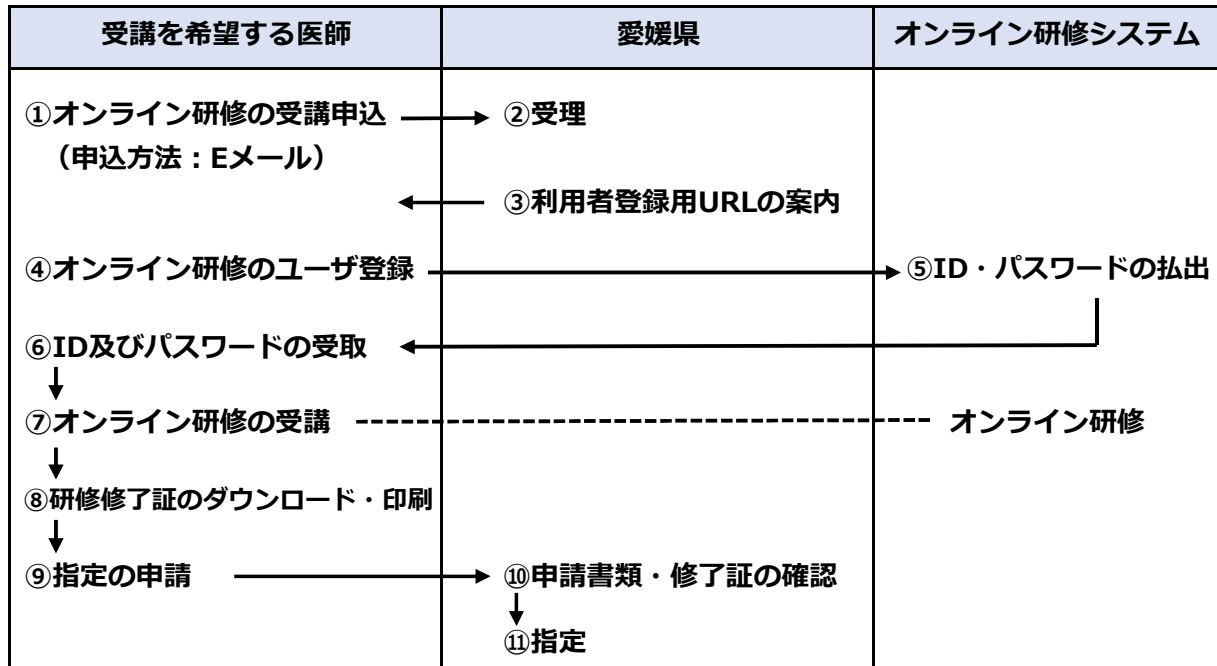 受講を希望する医師
愛媛県
オンライン研修システム
①オンライン研修の受講申込
②受理
（申込方法：Eメール）
③利用者登録用URLの案内
④オンライン研修のユーザ登録
⑤ID・パスワードの払出
⑥ID及びパスワードの受取
⑦オンライン研修の受講
オンライン研修
⑧研修修了証のダウンロード・印刷
⑨指定の申請
⑩申請書類・修了証の確認
⑪指定